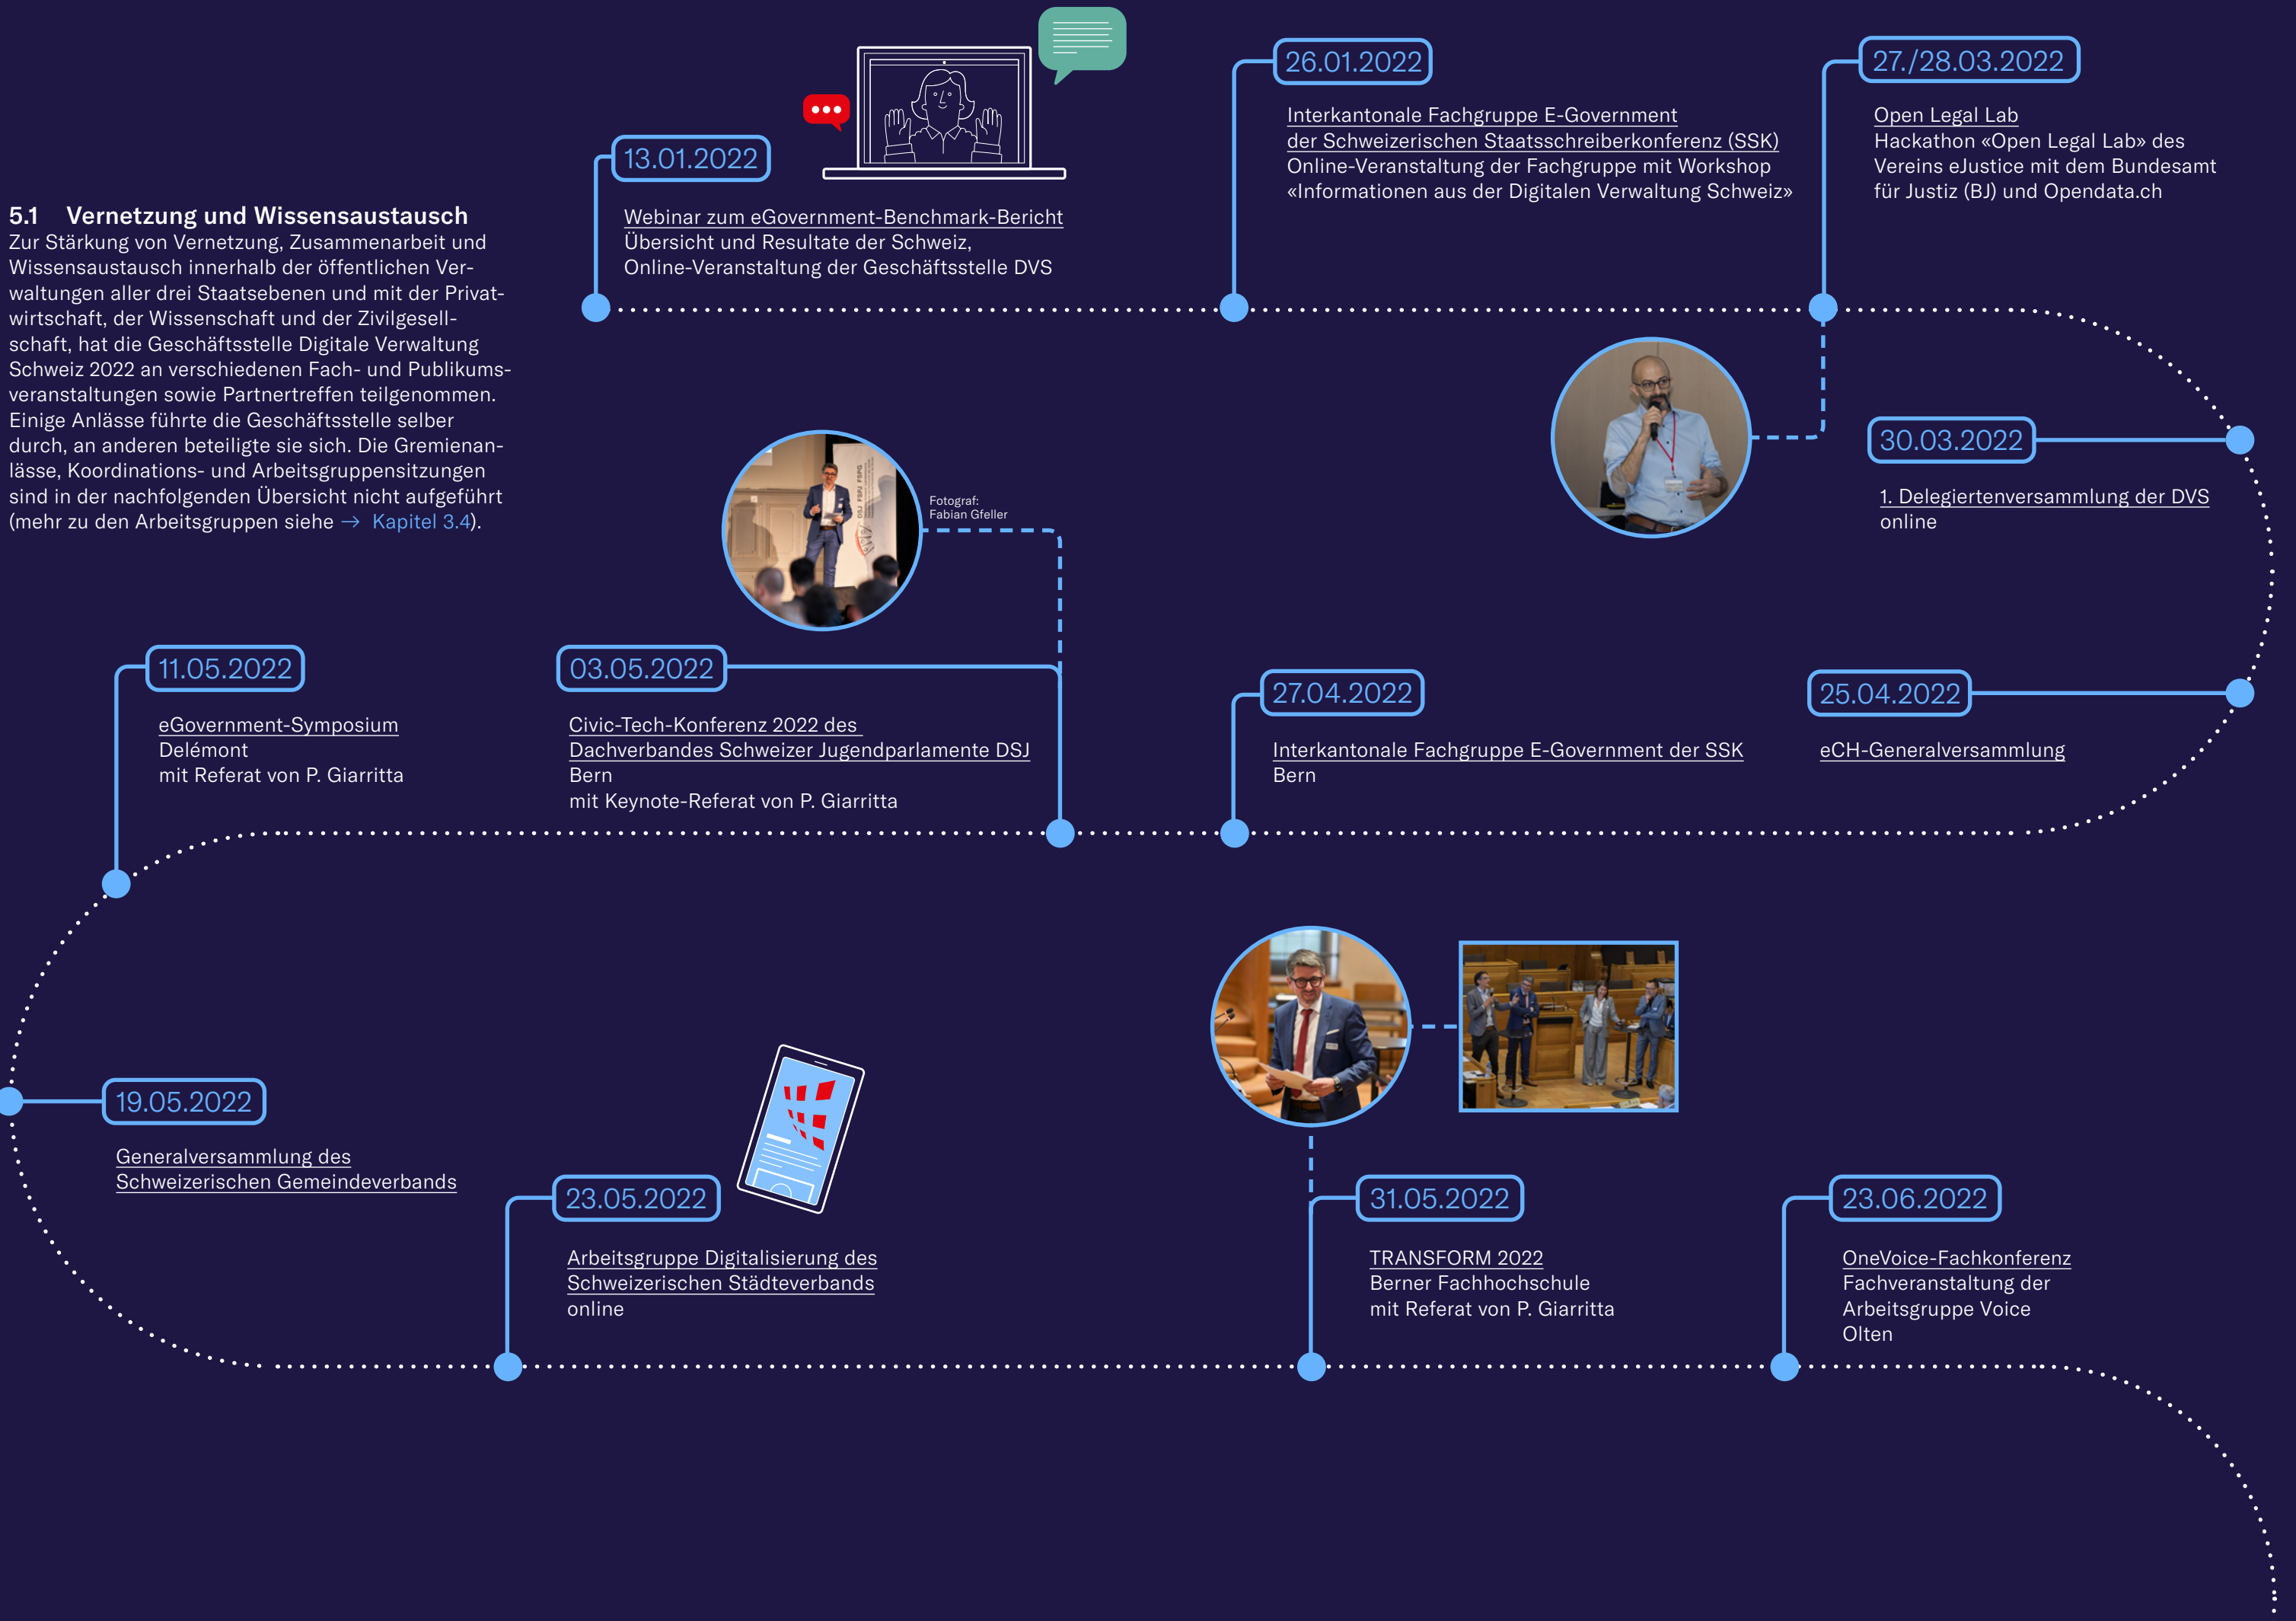 5.1 Vernetzung und Wissensaustausch
Zur Stärkung von Vernetzung, Zusammenarbeit und
Wissensaustausch innerhalb der öffentlichen Ver-
waltungen aller drei Staatsebenen und mit der Privat-
wirtschaft, der Wissenschaft und der Zivilgesell-
schaft, hat die Geschäftsstelle Digitale Verwaltung
Schweiz 2022 an verschiedenen Fach- und Publikums-
veranstaltungen sowie Partnertreffen teilgenommen.
Einige Anlässe führte die Geschäftsstelle selber
durch, an anderen beteiligte sie sich. Die Gremienan-
lässe, Koordinations- und Arbeitsgruppensitzungen
sind in der nachfolgenden Übersicht nicht aufgeführt
(mehr zu den Arbeitsgruppen siehe → Kapitel 3.4).
13.01.2022
Webinar zum eGovernment-Benchmark-Bericht
Übersicht und Resultate der Schweiz,
Online-Veranstaltung der Geschäftsstelle DVS
26.01.2022
Interkantonale Fachgruppe E-Government
der Schweizerischen Staatsschreiberkonferenz (SSK)
Online-Veranstaltung der Fachgruppe mit Workshop
«Informationen aus der Digitalen Verwaltung Schweiz»
27./28.03.2022
Open Legal Lab
Hackathon «Open Legal Lab» des
Vereins eJustice mit dem Bundesamt
für Justiz (BJ) und Opendata.ch
30.03.2022
1. Delegiertenversammlung der DVS
online
25.04.2022
eCH-Generalversammlung
27.04.2022
Interkantonale Fachgruppe E-Government der SSK
Bern
DSJ FSPJ FSPG
Fotograf:
Fabian Gfeller
03.05.2022
Civic-Tech-Konferenz 2022 des
Dachverbandes Schweizer Jugendparlamente DSJ
Bern
mit Keynote-Referat von P. Giarritta
11.05.2022
eGovernment-Symposium
Delémont
mit Referat von P. Giarritta
19.05.2022
Generalversammlung des
Schweizerischen Gemeindeverbands
23.05.2022
Arbeitsgruppe Digitalisierung des
Schweizerischen Städteverbands
online
31.05.2022
TRANSFORM 2022
Berner Fachhochschule
mit Referat von P. Giarritta
23.06.2022
OneVoice-Fachkonferenz
Fachveranstaltung der
Arbeitsgruppe Voice
Olten